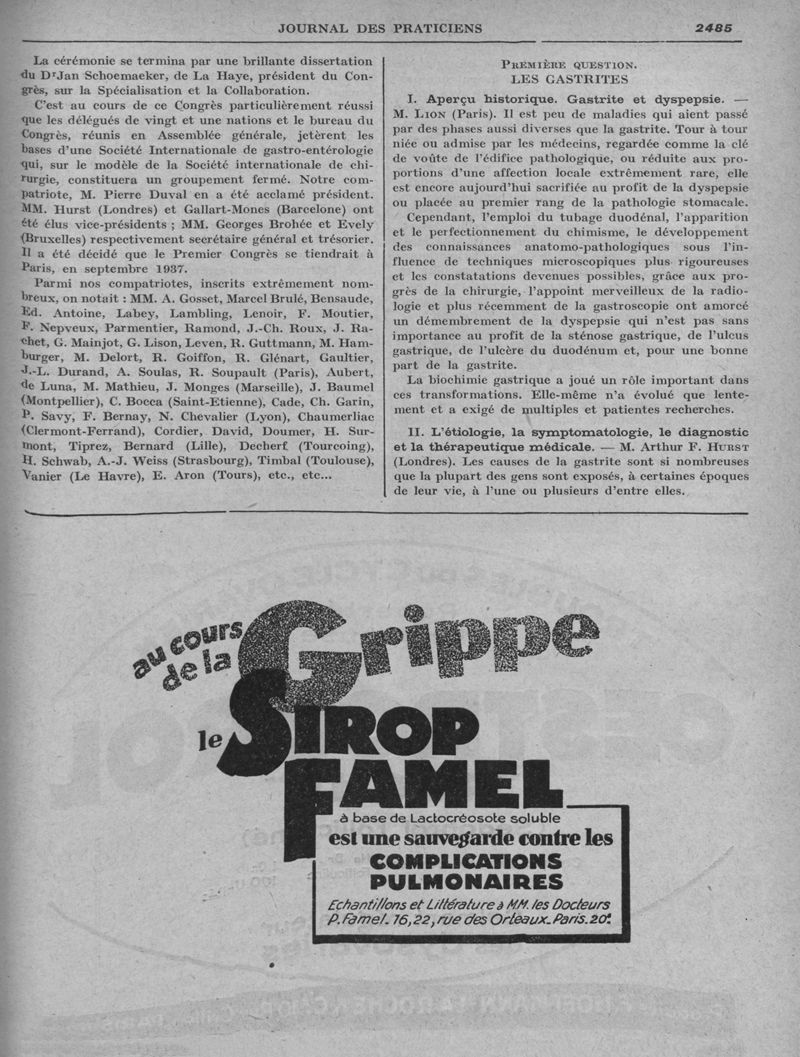 JOURNAL DES PRATICIENS 2485
La cérémonie se termina par une brillante dissertation
du Dr Jan Schoemaeker, de La Haye, président du Con-
grès, sur la Spécialisation et la Collaboration.
C'est au cours de ce Congrès particulièrement réussi
que les délégués de vingt et une nations et le bureau du
Congrès, réunis en Assemblée générale, jetèrent les
bases d'une Société Internationale de gastro-entérologie
qui, sur le modèle de la Société internationale de chi-
rurgie, constituera un groupement fermé. Notre com-
patriote, M. Pierre Duval en a été acclamé président.
MM. Hurst (Londres) et Gallart-Mones (Barcelone) ont
été élus vice-présidents ; MM. Georges Brohée et Evely
(Bruxelles) respectivement secrétaire général et trésorier.
Il a été décidé que le Premier Congrès se tiendrait à
Paris, en septembre 1937.
Parmi nos compatriotes, inscrits extrêmement nom-
breux, on notait : MM. A. Gosset, Marcel Brulé, Bensaude,
Ed. Antoine, Labey, Lambling, Lenoir, F. Moutier,
F. Nepveux, Parmentier, Ramond, J.-Ch. Roux, J. Ra-
chet, G. Mainjot, G. Lison, Leven, R. Guttmann, M. Ham-
burger, M. Delort, R. Goiffon, R. Glénart, Gaultier,
J.-L. Durand, A. Soulas, R. Soupault (Paris), Aubert,
de Luna, M. Mathieu, J. Monges (Marseille), J. Baumel
(Montpellier), C. Bocca (Saint-Etienne), Cade, Ch. Garin,
P. Savy, F. Bernay, N. Chevalier (Lyon), Chaumerliac
(Clermont-Ferrand), Cordier, David, Doumer, H. Sur-
mont, Tiprez, Bernard (Lille), Decherf (Tourcoing),
H. Schwab, A.-J. Weiss (Strasbourg), Timbal (Toulouse),
Vanier (Le Havre), E. Aron (Tours), etc., etc...
PREMIÈRE QUESTION.
LES GASTRITES
I. Aperçu historique. Gastrite et dyspepsie. —
M. LION (Paris). Il est peu de maladies qui aient passé
par des phases aussi diverses que la gastrite. Tour à tour
niée ou admise par les médecins, regardée comme la clé
de voûte de l'édifice pathologique, ou réduite aux pro-
portions d'une affection locale extrêmement rare, elle
est encore aujourd'hui sacrifiée au profit de la dyspepsie
ou placée au premier rang de la pathologie stomacale.
Cependant, l'emploi du tubage duodénal, l'apparition
et le perfectionnement du chimisme, le développement
des connaissances anatomo-pathologiques sous l'in-
fluence de techniques microscopiques plus rigoureuses
et les constatations devenues possibles, grâce aux pro-
grès de la chirurgie, l'appoint merveilleux de la radio-
logie et plus récemment de la gastroscopie ont amorcé
un démembrement de la dyspepsie qui n'est pas sans
importance au profit de la sténose gastrique, de l'ulcus
gastrique, de l'ulcère du duodénum et, pour une bonne
part de la gastrite.
La biochimie gastrique a joué un rôle important dans
ces transformations. Elle-même n'a évolué que lente-
ment et a exigé de multiples et patientes recherches.
II. L'étiologie, la symptomatologie, le diagnostic
et la thérapeutique médicale. — M. Arthur F. HURST
(Londres). Les causes de la gastrite sont si nombreuses
que la plupart des gens sont exposés, à certaines époques
de leur vie, à l'une ou plusieurs d'entre elles.
au cours
de la Grippe
le SIROP
FAMEL
à base de Lactocréosote soluble
est une sauvegarde contre les
COMPLICATIONS
PULMONAIRES
Echantillons et Littérature à MM. les Docteurs
P. Famel. 16,22, rue des Orteaux. Paris. 20e.